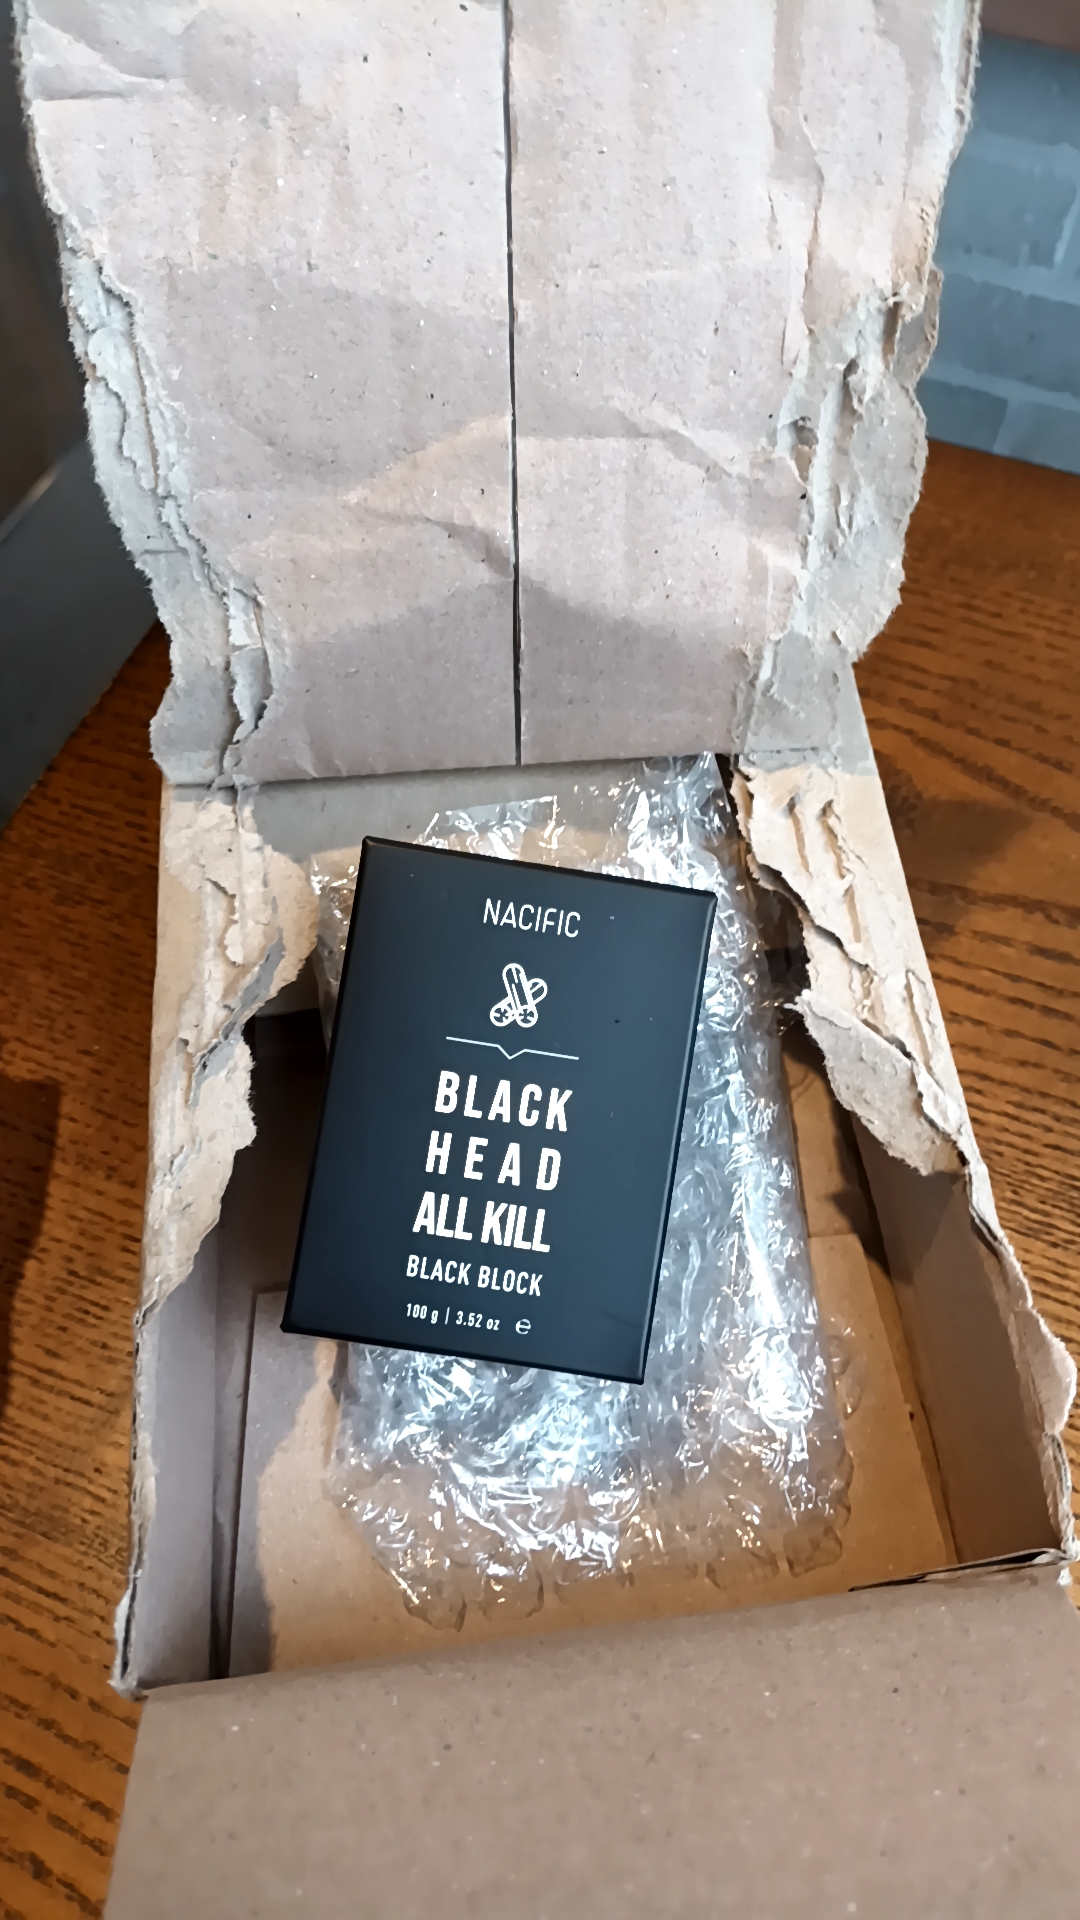 NACIFIC
BLACK
HEAD
ALL KILL
BLACK BLOCK
100 g | 3.52 oz ℮